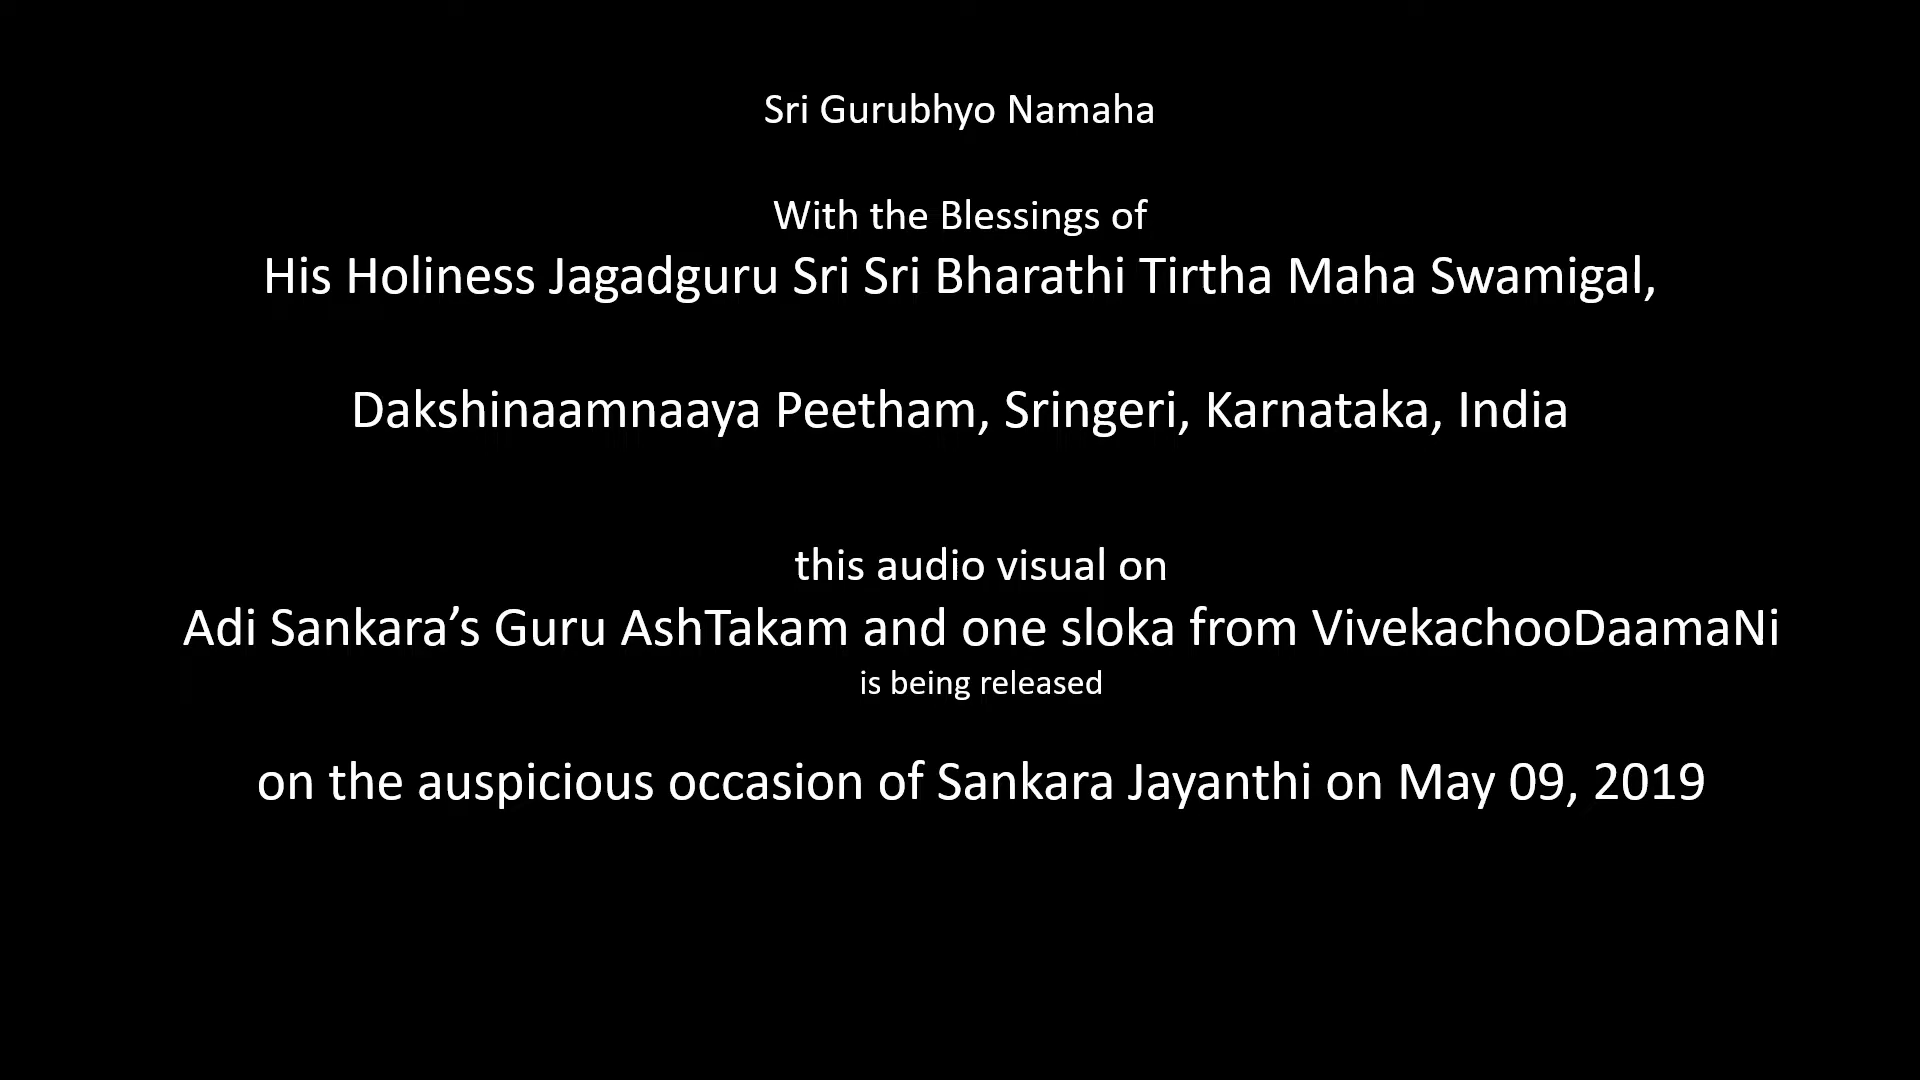 Sri Gurubhyo Namaha
With the Blessings of
His Holiness Jagadguru Sri Sri Bharathi Tirtha Maha Swamigal,
Dakshinaamnaaya Peetham, Sringeri, Karnataka, India
this audio visual on
Adi Sankara’s Guru AshTakam and one sloka from VivekachooDaamaNi
is being released
on the auspicious occasion of Sankara Jayanthi on May 09, 2019